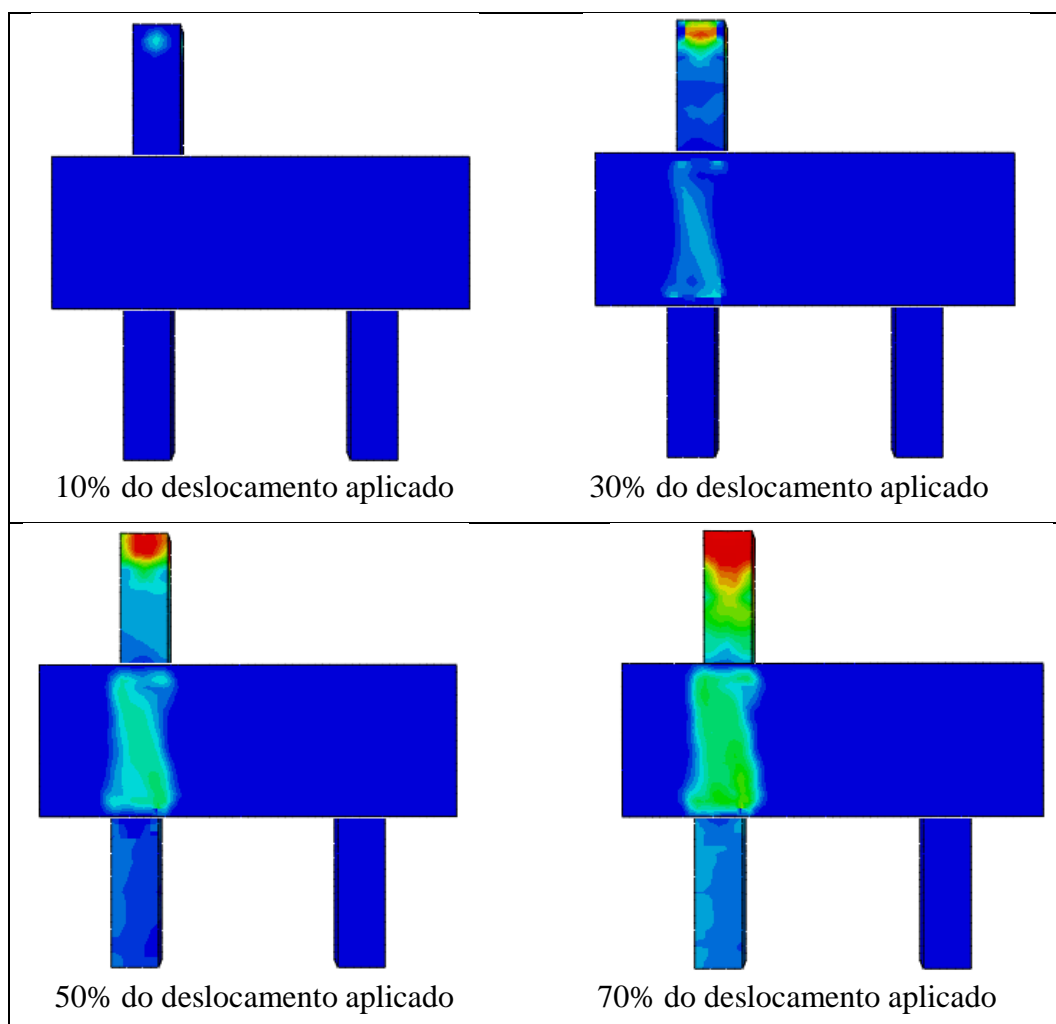 10% do deslocamento aplicado
30% do deslocamento aplicado
50% do deslocamento aplicado
70% do deslocamento aplicado